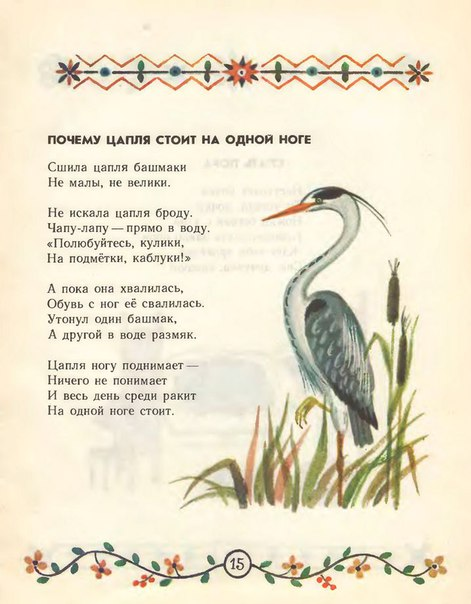 ПОЧЕМУ ЦАПЛЯ СТОИТ НА ОДНОЙ НОГЕ
Сшила цапля башмаки
Не малы, не велики.
Не искала цапля броду.
Чапу-лапу — прямо в воду.
«Полюбуйтесь, кулики,
На подмётки, каблуки!»
А пока она хвалилась,
Обувь с ног её свалилась.
Утонул один башмак,
А другой в воде размяк.
Цапля ногу поднимает —
Ничего не понимает
И весь день среди ракит
На одной ноге стоит.
15